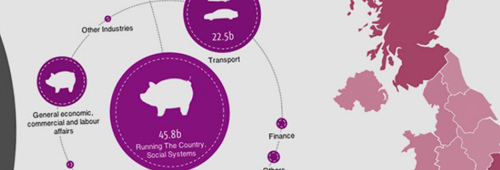 Other Industries
22.5b
Transport
General economic,
commercial and labour
affairs
45.8b
Running The Country,
Social Systems
Finance
Others